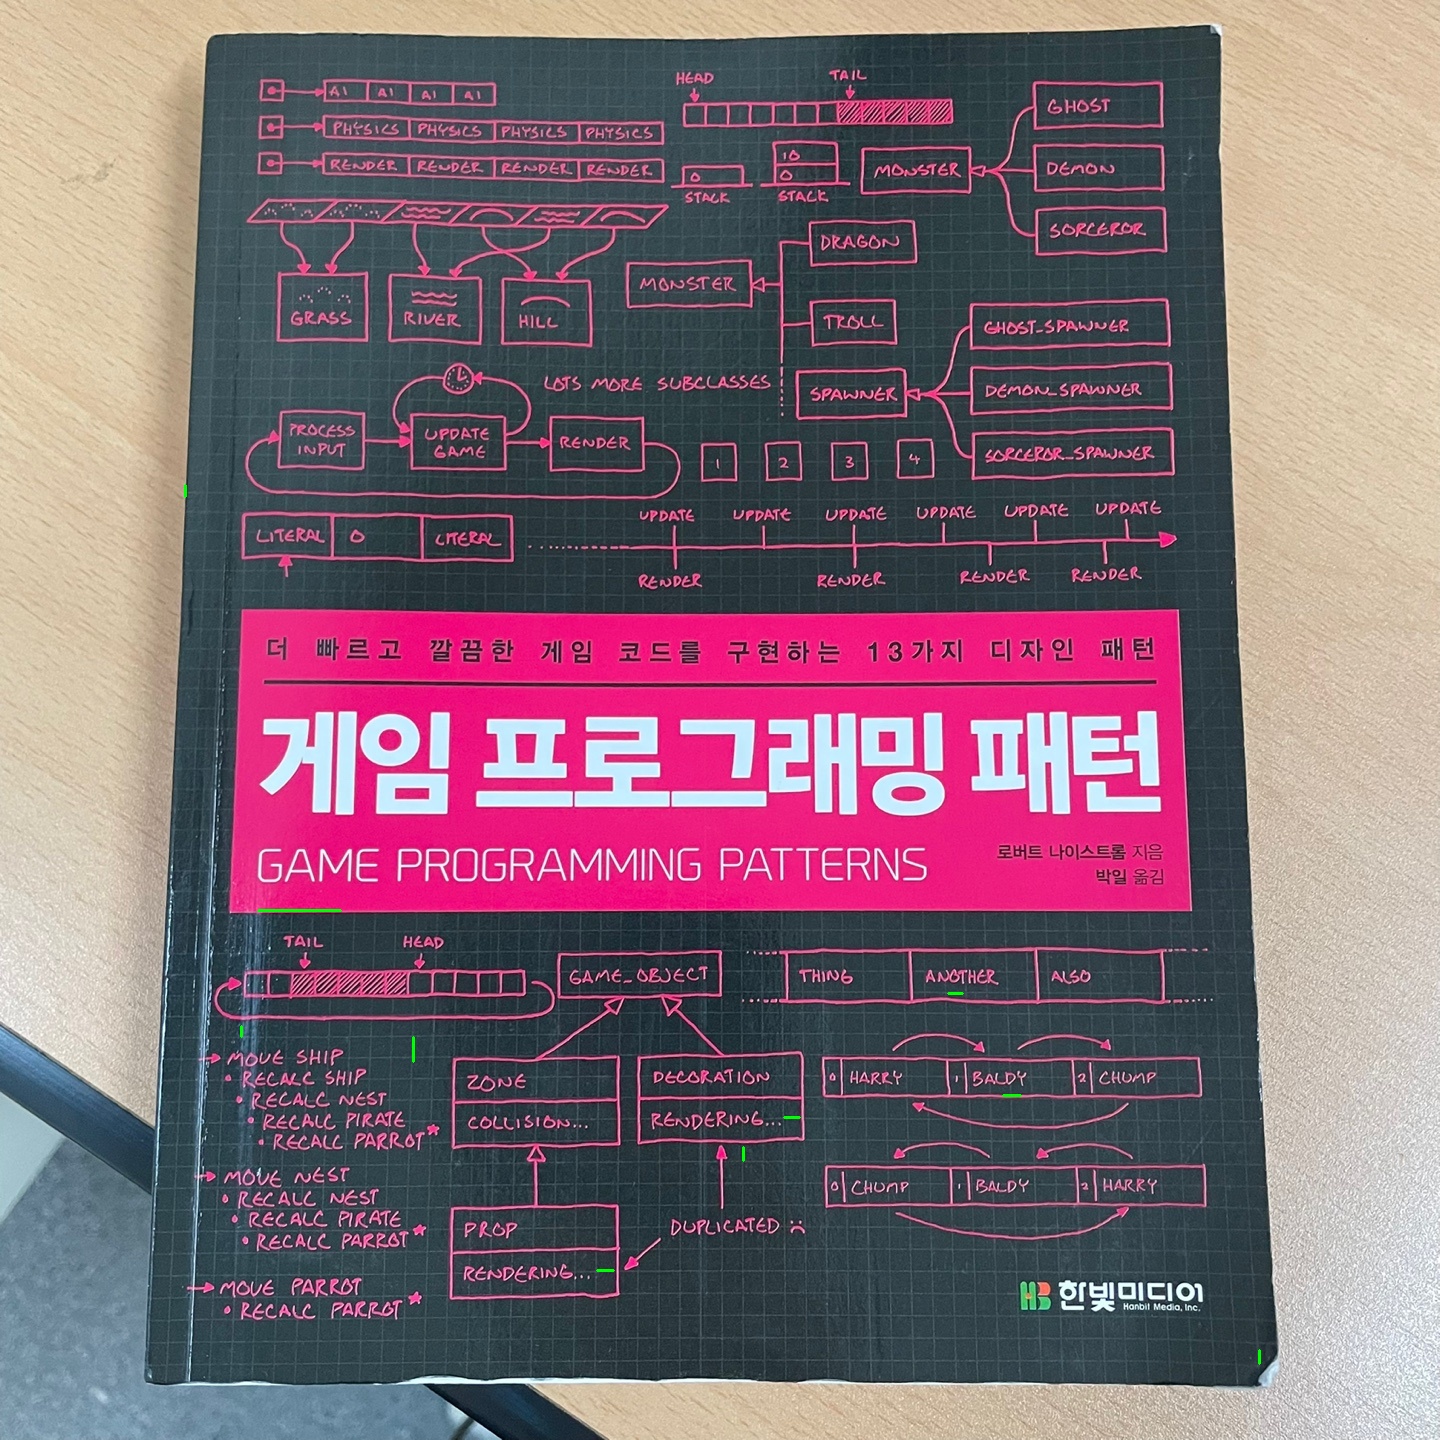 AI AI AI AI
PHYSICS PHYSICS PHYSICS PHYSICS
RENDER RENDER RENDER RENDER
HEAD TAIL
0
STACK
10
0
STACK
MONSTER
GHOST
DEMON
SORCEROR
GRASS RIVER HILL
MONSTER
DRAGON
TROLL
LOTS MORE SUBCLASSES
SPAWNER
GHOST_SPAWNER
DEMON_SPAWNER
SORCEROR_SPAWNER
PROCESS INPUT
UPDATE GAME
RENDER
1 2 3 4
LITERAL 0 LITERAL
UPDATE UPDATE UPDATE UPDATE UPDATE UPDATE
RENDER RENDER RENDER RENDER
더 빠르고 깔끔한 게임 코드를 구현하는 13가지 디자인 패턴
게임 프로그래밍 패턴
GAME PROGRAMMING PATTERNS
로버트 나이스트롬 지음
박일 옮김
TAIL HEAD
GAME_OBJECT
THING ANOTHER ALSO
→ MOVE SHIP
• RECALC SHIP
• RECALC NEST
• RECALC PIRATE
• RECALC PARROT*
→ MOVE NEST
• RECALC NEST
• RECALC PIRATE
• RECALC PARROT*
→ MOVE PARROT
• RECALC PARROT*
ZONE
COLLISION...
DECORATION
RENDERING...
PROP
RENDERING...
DUPLICATED :(
0 HARRY 1 BALDY 2 CHUMP
0 CHUMP 1 BALDY 2 HARRY
HB 한빛미디어
Hanbit Media, Inc.